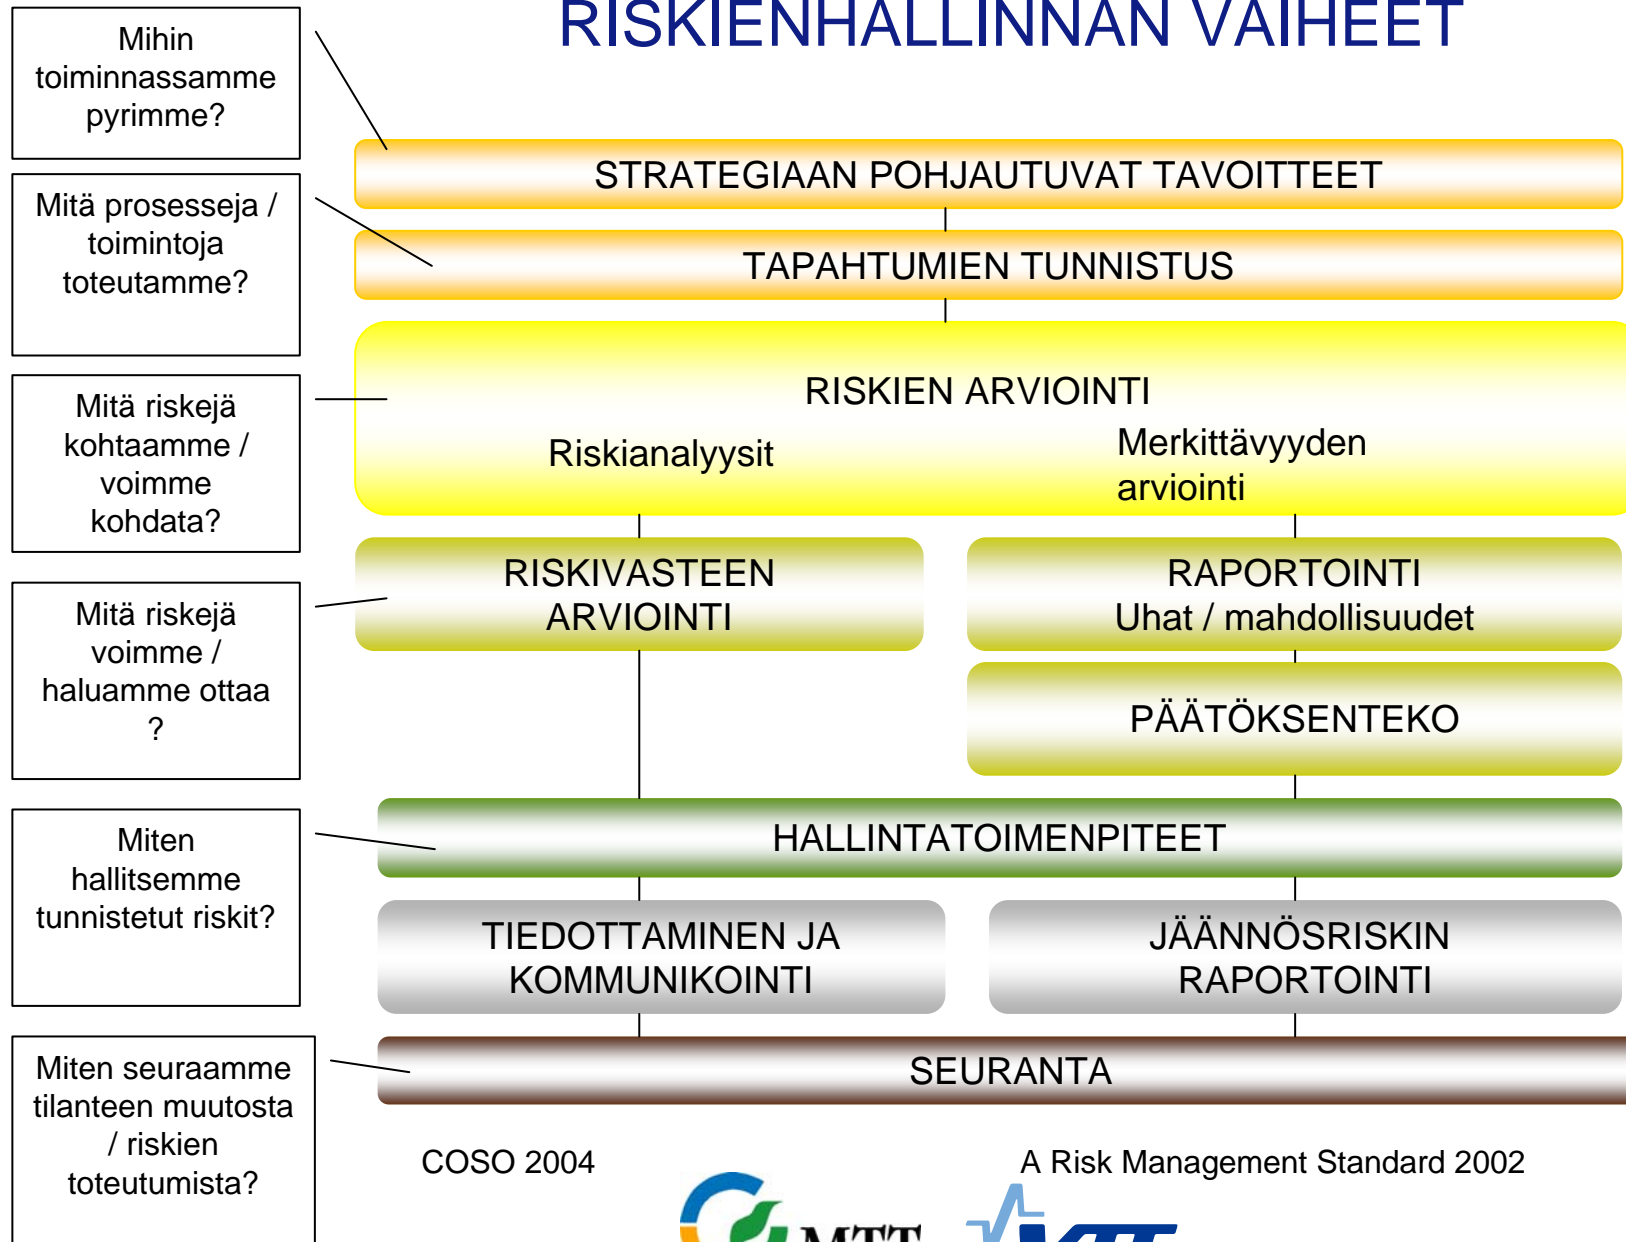 RISKIENHALLINNAN VAIHEET
Mihin
toiminnassamme
pyrimme?
STRATEGIAAN POHJAUTUVAT TAVOITTEET
Mitä prosesseja /
toimintoja
toteutamme?
TAPAHTUMIEN TUNNISTUS
Mitä riskejä
kohtaamme /
voimme
kohdata?
RISKIEN ARVIOINTI
Riskianalyysit
Merkittävyyden
arviointi
Mitä riskejä
voimme /
haluamme ottaa
?
RISKIVASTEEN
ARVIOINTI
RAPORTOINTI
Uhat / mahdollisuudet
PÄÄTÖKSENTEKO
Miten
hallitsemme
tunnistetut riskit?
HALLINTATOIMENPITEET
TIEDOTTAMINEN JA
KOMMUNIKOINTI
JÄÄNNÖSRISKIN
RAPORTOINTI
Miten seuraamme
tilanteen muutosta
/ riskien
toteutumista?
SEURANTA
COSO 2004
A Risk Management Standard 2002
MTT
VTT